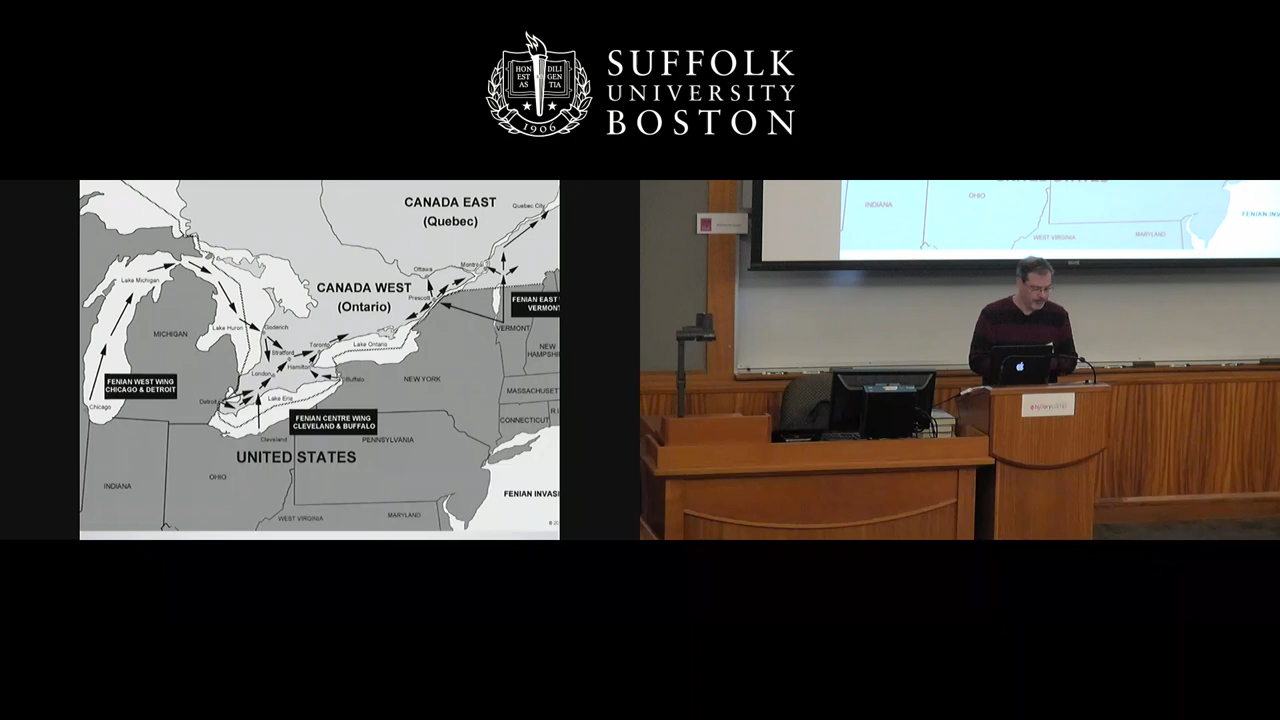 SUFFOLK
UNIVERSITY
BOSTON
HON
EST
AS
DILI
GEN
TIA
1906
CANADA EAST
(Quebec)
Quebec City
Ottawa
Lake Michigan
CANADA WEST
(Ontario)
Prescott
FENIAN EAST
VERMONT
Lake Huron
Goderich
MICHIGAN
VERMONT
Toronto
Lake Ontario
Stratford
NEW
HAMPSHI
Hamilton
London
FENIAN WEST WING
CHICAGO & DETROIT
Buffalo
NEW YORK
MASSACHUSET
Lake Erie
Detroit
Chicago
FENIAN CENTRE WING
CLEVELAND & BUFFALO
CONNECTICUT
R.I
Cleveland
PENNSYLVANIA
UNITED STATES
OHIO
INDIANA
FENIAN INVAS
WEST VIRGINIA
MARYLAND
INDIANA
OHIO
WEST VIRGINIA
MARYLAND
FENIAN INV